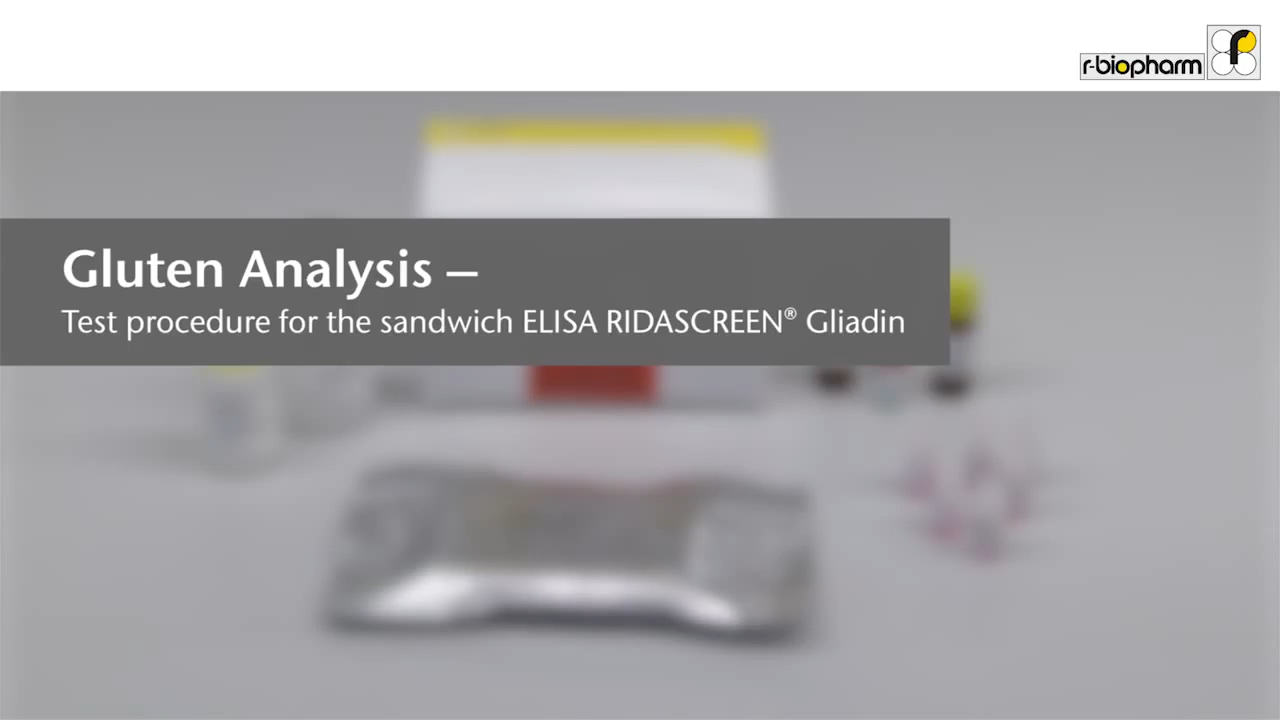 r-biopharm
Gluten Analysis –
Test procedure for the sandwich ELISA RIDASCREEN® Gliadin